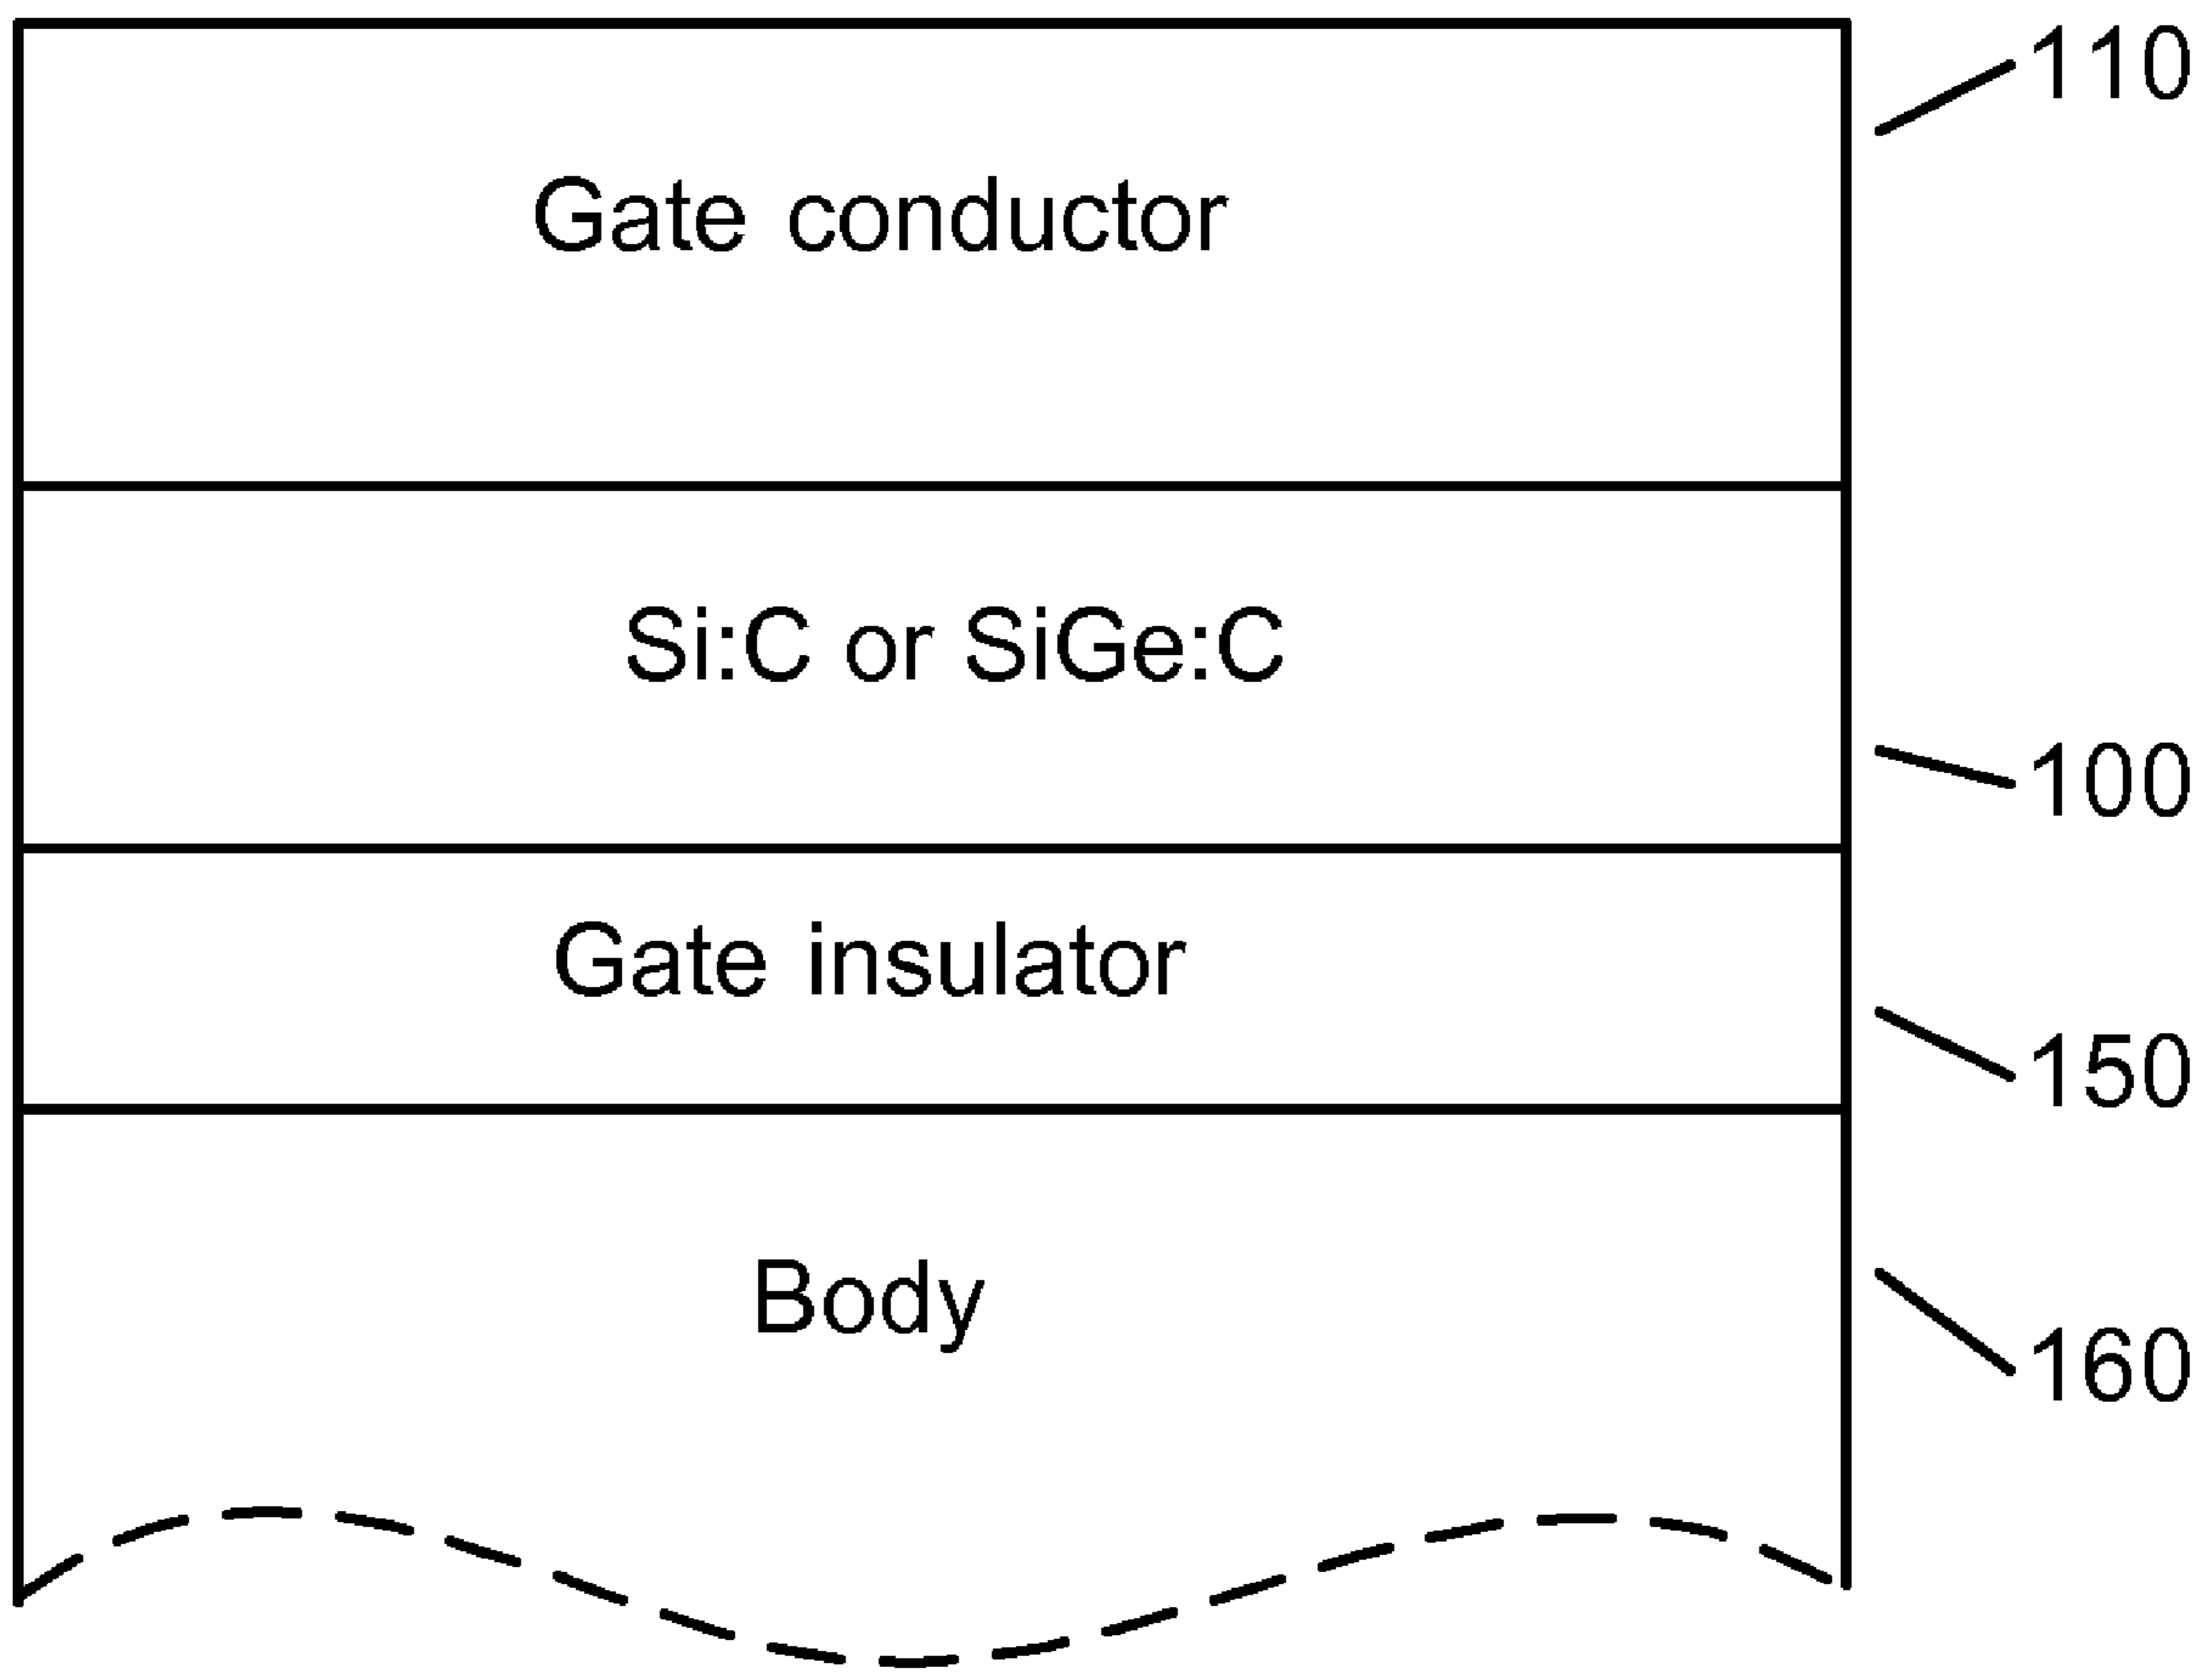 110
Gate conductor
Si:C or SiGe:C
100
Gate insulator
150
Body
160